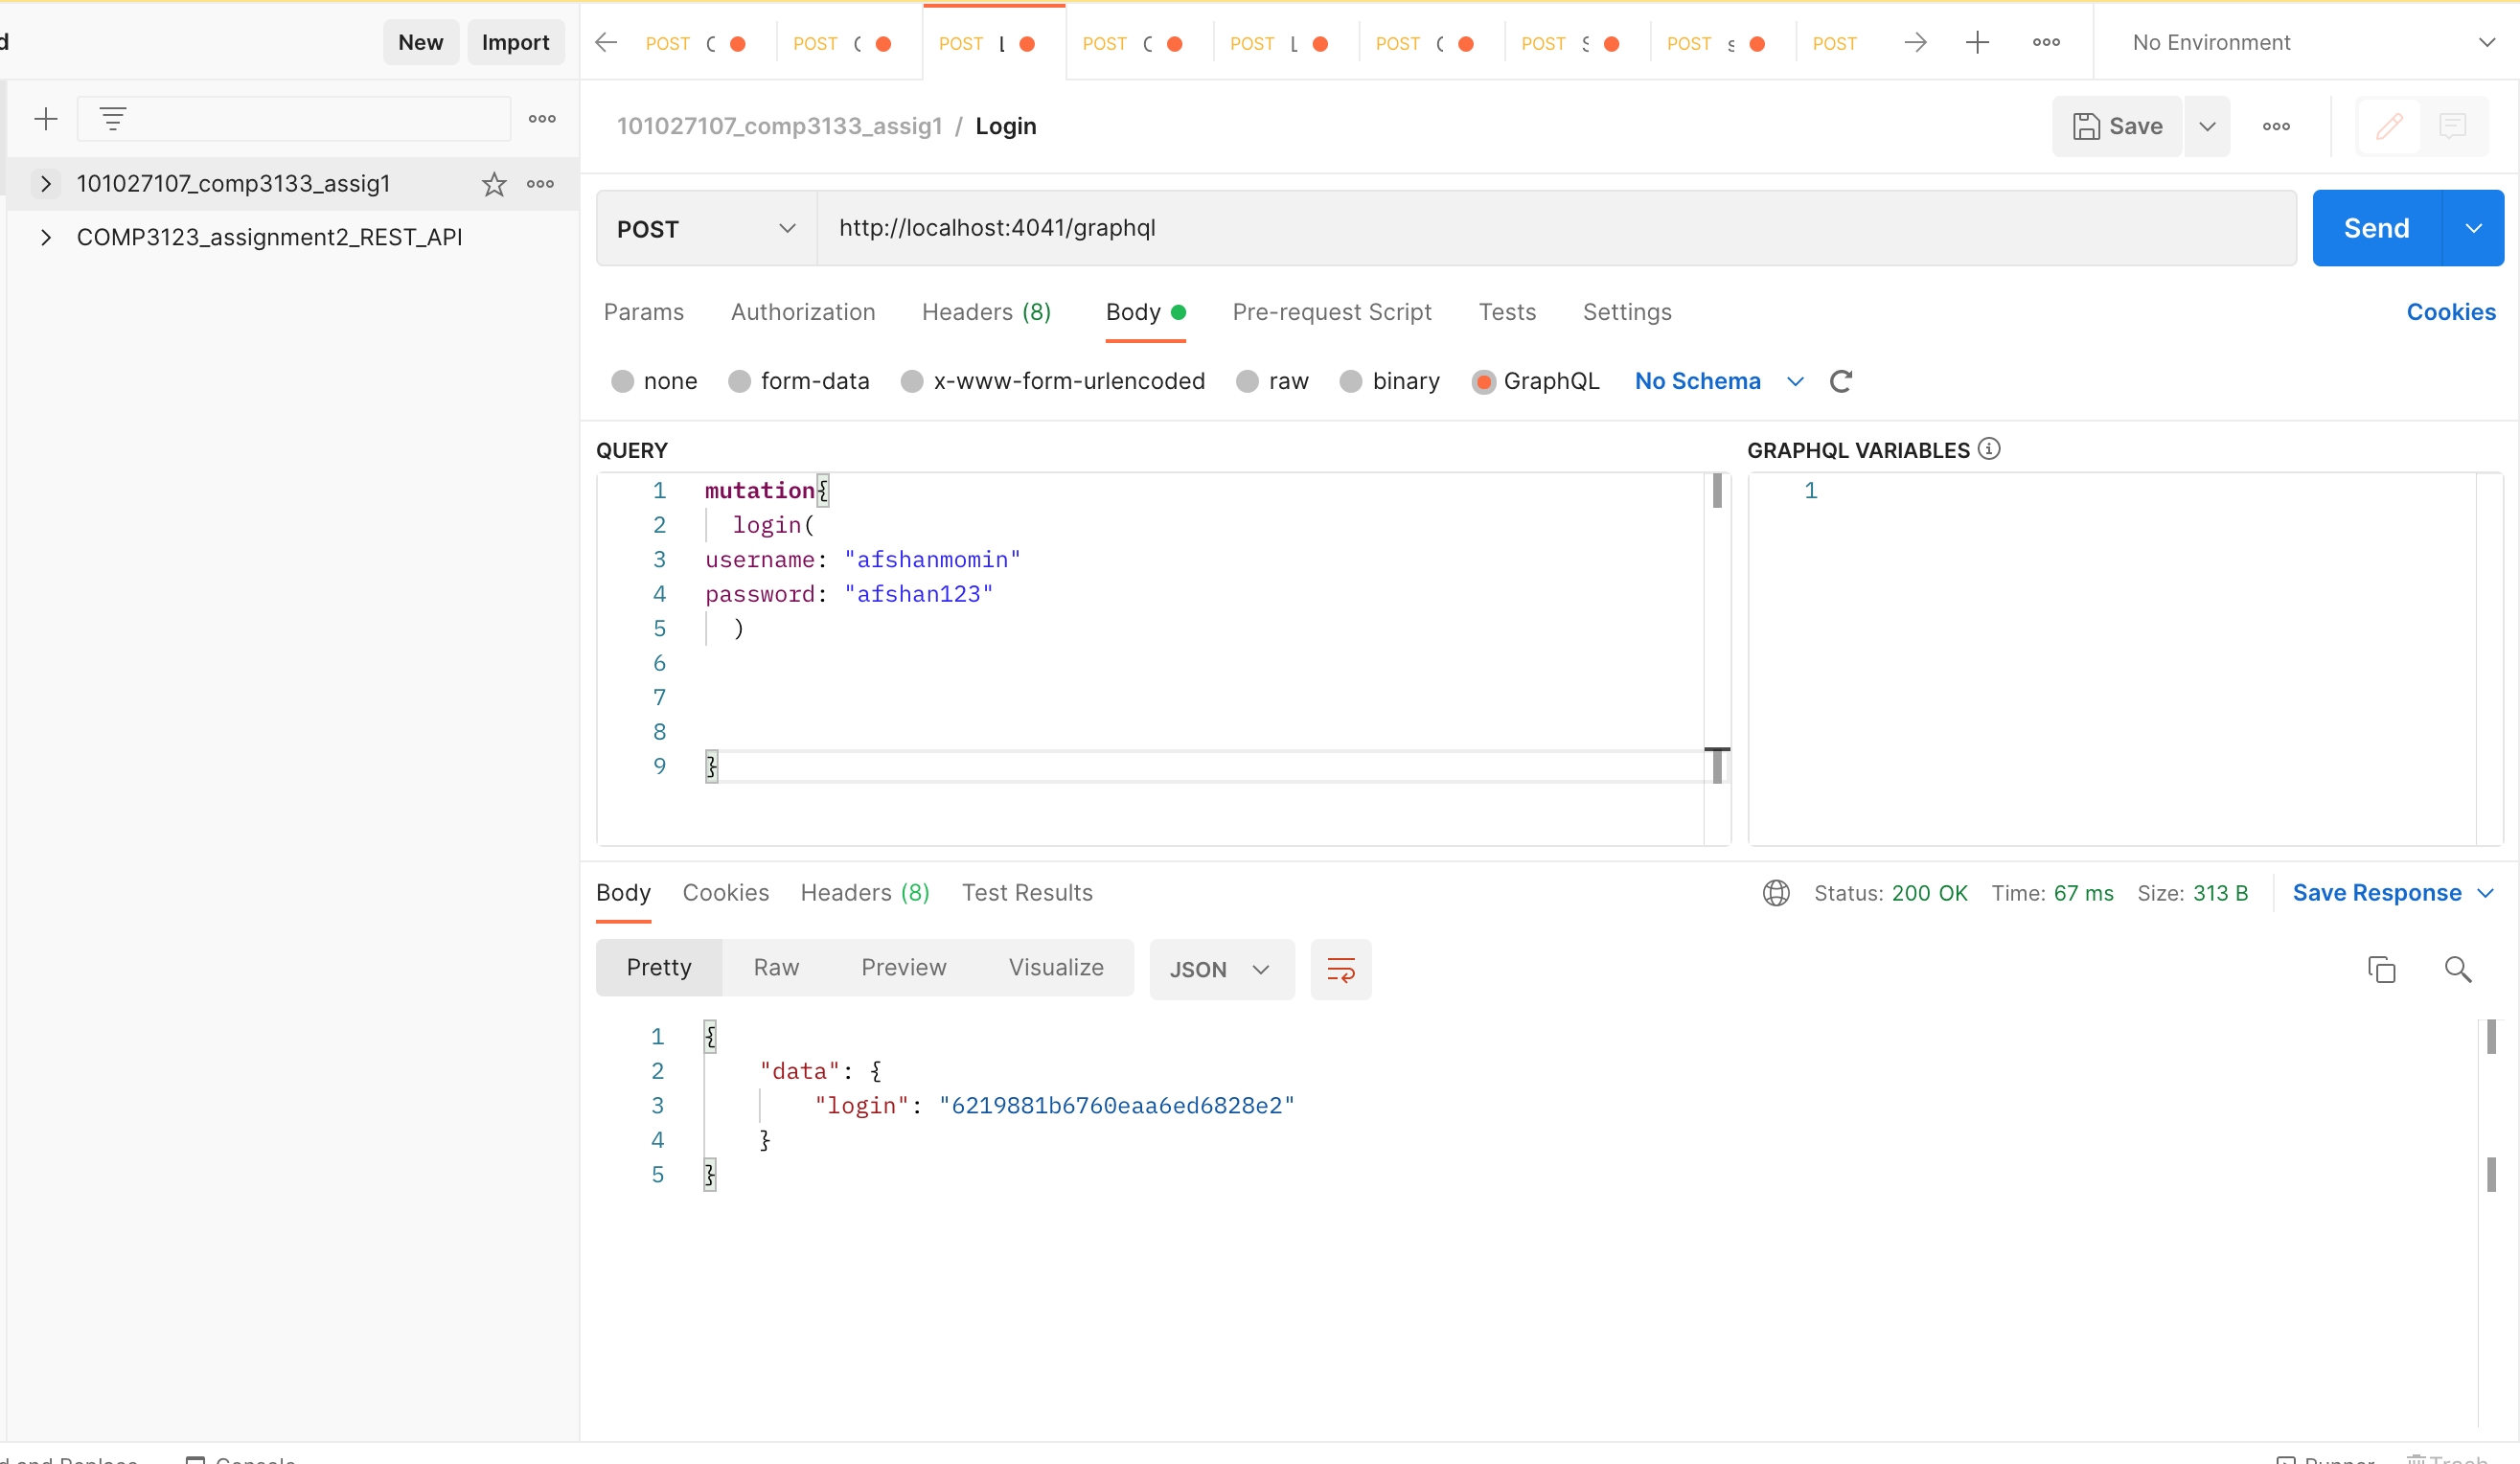 New Import
POST POST POST L POST POST L POST POST POST s POST No Environment
101027107_comp3133_assig1 / Login Save
101027107_comp3133_assig1
COMP3123_assignment2_REST_API
POST http://localhost:4041/graphql Send
Params Authorization Headers (8) Body Pre-request Script Tests Settings Cookies
none form-data x-www-form-urlencoded raw binary GraphQL No Schema
QUERY GRAPHQL VARIABLES
1 mutation{ 1
2 login(
3 username: "afshanmomin"
4 password: "afshan123"
5 )
6
7
8
9 }
Body Cookies Headers (8) Test Results Status: 200 OK Time: 67 ms Size: 313 B Save Response
Pretty Raw Preview Visualize JSON
1 {
2 "data": {
3 "login": "6219881b6760eaa6ed6828e2"
4 }
5 }
and Replace Console Runner Trash